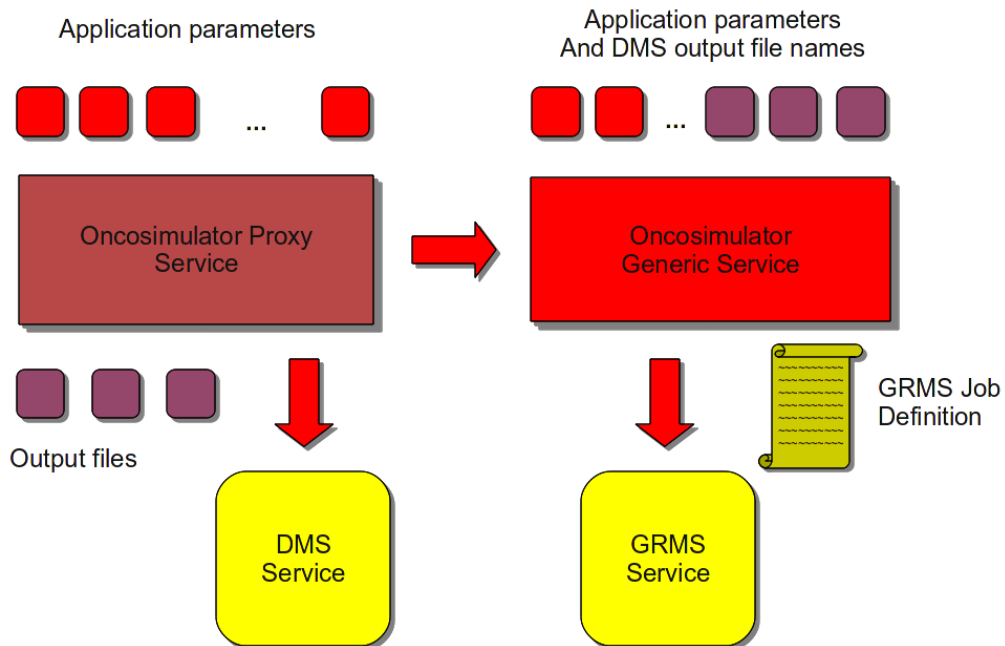 Application parameters
Application parameters
And DMS output file names
...
...
Oncosimulator Proxy
Service
Oncosimulator
Generic Service
GRMS Job
Definition
Output files
DMS
Service
GRMS
Service